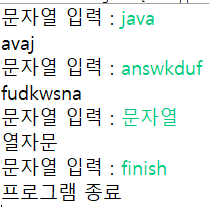 문자열 입력 : java
avaj
문자열 입력 : answkduf
fudkwsna
문자열 입력 : 문자열
열자문
문자열 입력 : finish
프로그램 종료